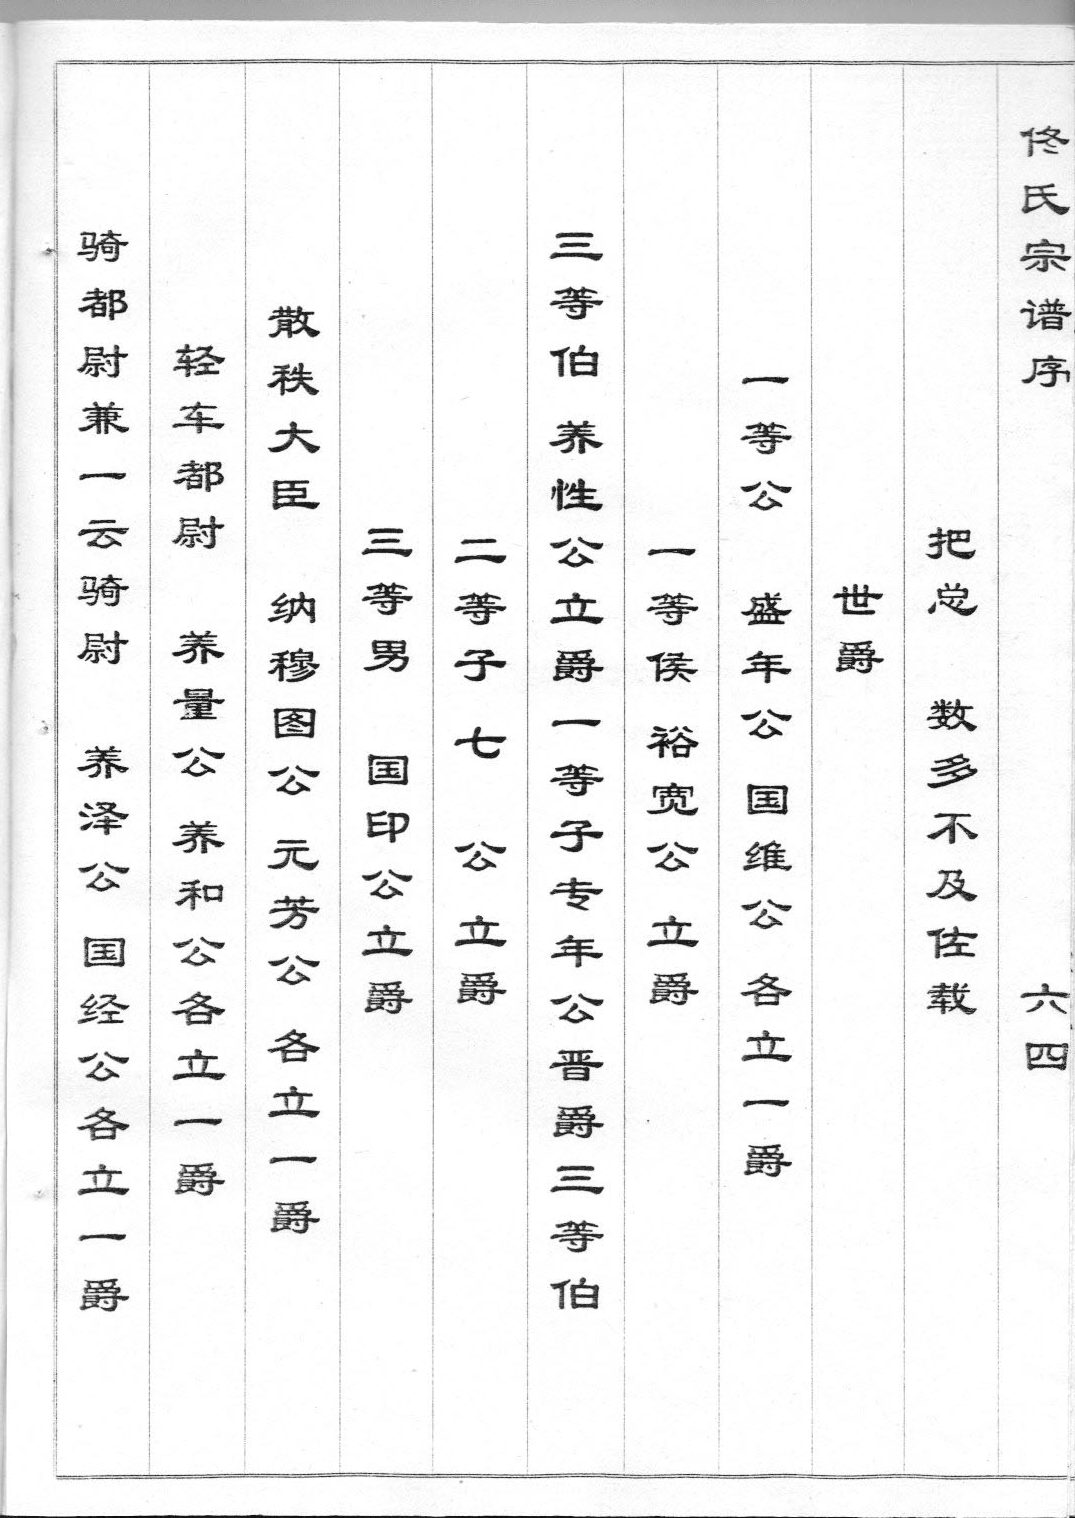 佟氏宗谱序 六四
把总 数多不及佐载
世爵
一等公 盛年公 国维公 各立一爵
一等侯 裕宽公 立爵
三等伯 养性公立爵一等子专年公晋爵三等伯
二等子 七 公 立爵
三等男 国印公立爵
散秩大臣 纳穆图公 元芳公 各立一爵
轻车都尉 养量公 养和公各立一爵
骑都尉兼一云骑尉 养泽公 国经公各立一爵